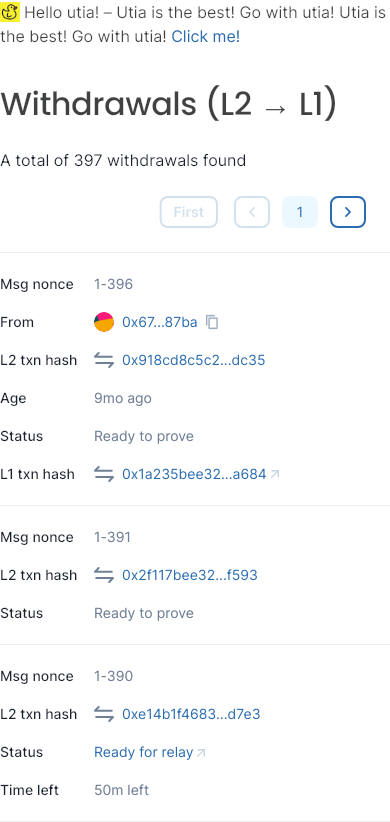 Hello utia! – Utia is the best! Go with utia! Utia is
the best! Go with utia! Click me!
Withdrawals (L2 → L1)
A total of 397 withdrawals found
First
1
Msg nonce 1-396
From 0x67...87ba
L2 txn hash 0x918cd8c5c2...dc35
Age 9mo ago
Status Ready to prove
L1 txn hash 0x1a235bee32...a684
Msg nonce 1-391
L2 txn hash 0x2f117bee32...f593
Status Ready to prove
Msg nonce 1-390
L2 txn hash 0xe14b1f4683...d7e3
Status Ready for relay
Time left 50m left